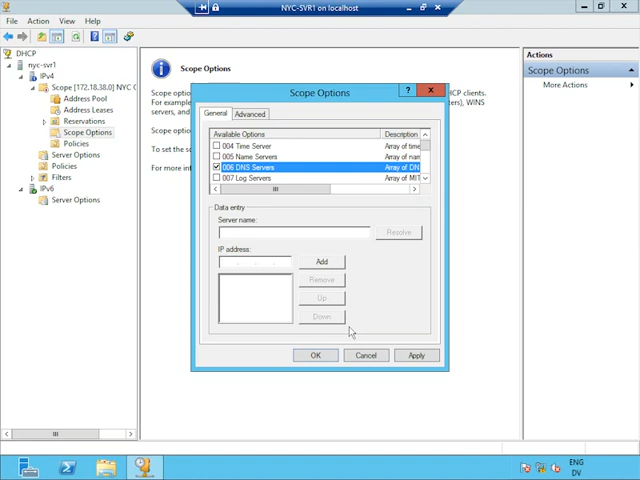 NYC-SVR1 on localhost
File Action View Help
DHCP
nyc-svr1
IPv4
Scope [172.18.38.0] NYC C
Address Pool
Address Leases
Reservations
Scope Options
Policies
Server Options
Policies
Filters
IPv6
Server Options
Scope Options
Scope option
For example
servers), WINS
servers, and
Scope option
To set the sc
For more info
HCP clients.
Actions
Scope Options
More Actions
Scope Options
General Advanced
Available Options Description
004 Time Server Array of time
005 Name Servers Array of nam
006 DNS Servers Array of DN
007 Log Servers Array of MIT
Data entry
Server name:
Resolve
IP address:
Add
Remove
Up
Down
OK Cancel Apply
ENG
DV